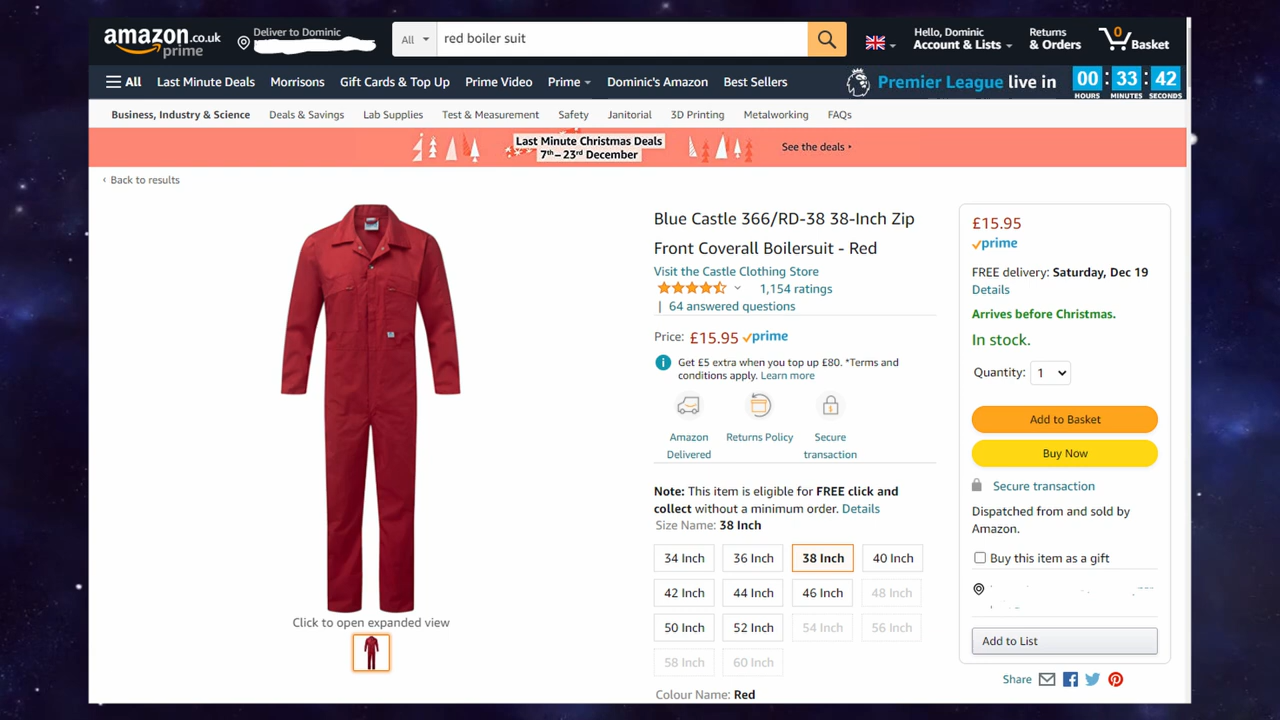 amazon.co.uk
prime
Deliver to Dominic
All
red boiler suit
Hello, Dominic
Account & Lists
Returns
& Orders
0
Basket
All
Last Minute Deals
Morrisons
Gift Cards & Top Up
Prime Video
Prime
Dominic's Amazon
Best Sellers
Premier League live in
00 : 33 : 42
HOURS MINUTES SECONDS
Business, Industry & Science
Deals & Savings
Lab Supplies
Test & Measurement
Safety
Janitorial
3D Printing
Metalworking
FAQs
Last Minute Christmas Deals
7th – 23rd December
See the deals
‹ Back to results
Blue Castle 366/RD-38 38-Inch Zip
Front Coverall Boilersuit - Red
Visit the Castle Clothing Store
1,154 ratings
| 64 answered questions
Price: £15.95 prime
Get £5 extra when you top up £80. *Terms and
conditions apply. Learn more
Amazon
Delivered
Returns Policy
Secure
transaction
Note: This item is eligible for FREE click and
collect without a minimum order. Details
Size Name: 38 Inch
34 Inch 36 Inch 38 Inch 40 Inch
42 Inch 44 Inch 46 Inch 48 Inch
50 Inch 52 Inch 54 Inch 56 Inch
58 Inch 60 Inch
Colour Name: Red
Click to open expanded view
£15.95
prime
FREE delivery: Saturday, Dec 19
Details
Arrives before Christmas.
In stock.
Quantity: 1
Add to Basket
Buy Now
Secure transaction
Dispatched from and sold by
Amazon.
Buy this item as a gift
Add to List
Share